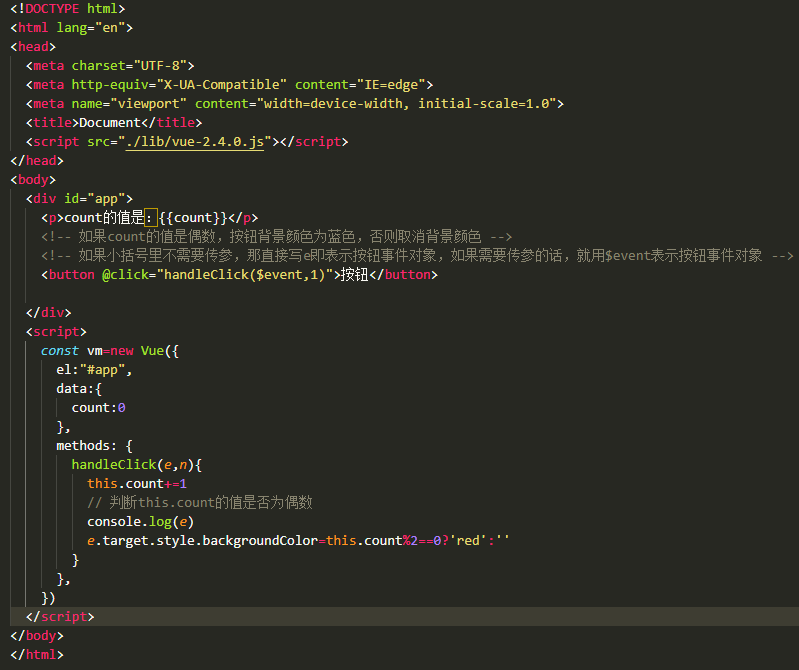 <!DOCTYPE html>
<html lang="en">
<head>
<meta charset="UTF-8">
<meta http-equiv="X-UA-Compatible" content="IE=edge">
<meta name="viewport" content="width=device-width, initial-scale=1.0">
<title>Document</title>
<script src="./lib/vue-2.4.0.js"></script>
</head>
<body>
<div id="app">
<p>count的值是：{{count}}</p>
<!-- 如果count的值是偶数，按钮背景颜色为蓝色，否则取消背景颜色 -->
<!-- 如果小括号里不需要传参，那直接写e即表示按钮事件对象，如果需要传参的话，就用$event表示按钮事件对象 -->
<button @click="handleClick($event,1)">按钮</button>
</div>
<script>
const vm=new Vue({
el:"#app",
data:{
count:0
},
methods: {
handleClick(e,n){
this.count+=1
// 判断this.count的值是否为偶数
console.log(e)
e.target.style.backgroundColor=this.count%2==0?'red':''
}
},
})
</script>
</body>
</html>